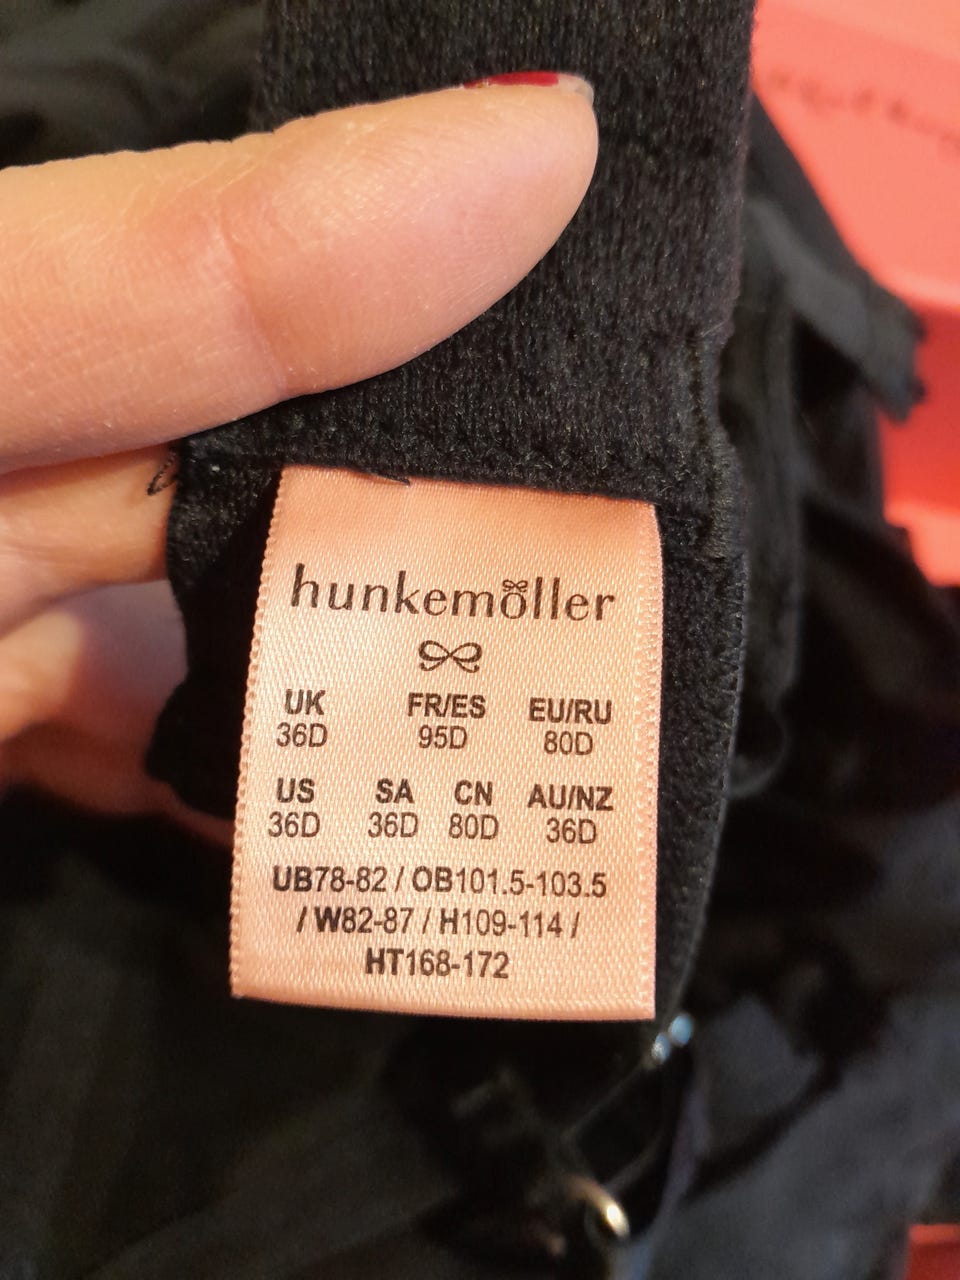 hunkemöller
UK FR/ES EU/RU
36D 95D 80D
US SA CN AU/NZ
36D 36D 80D 36D
UB78-82 / OB101.5-103.5
/ W82-87 / H109-114 /
HT168-172